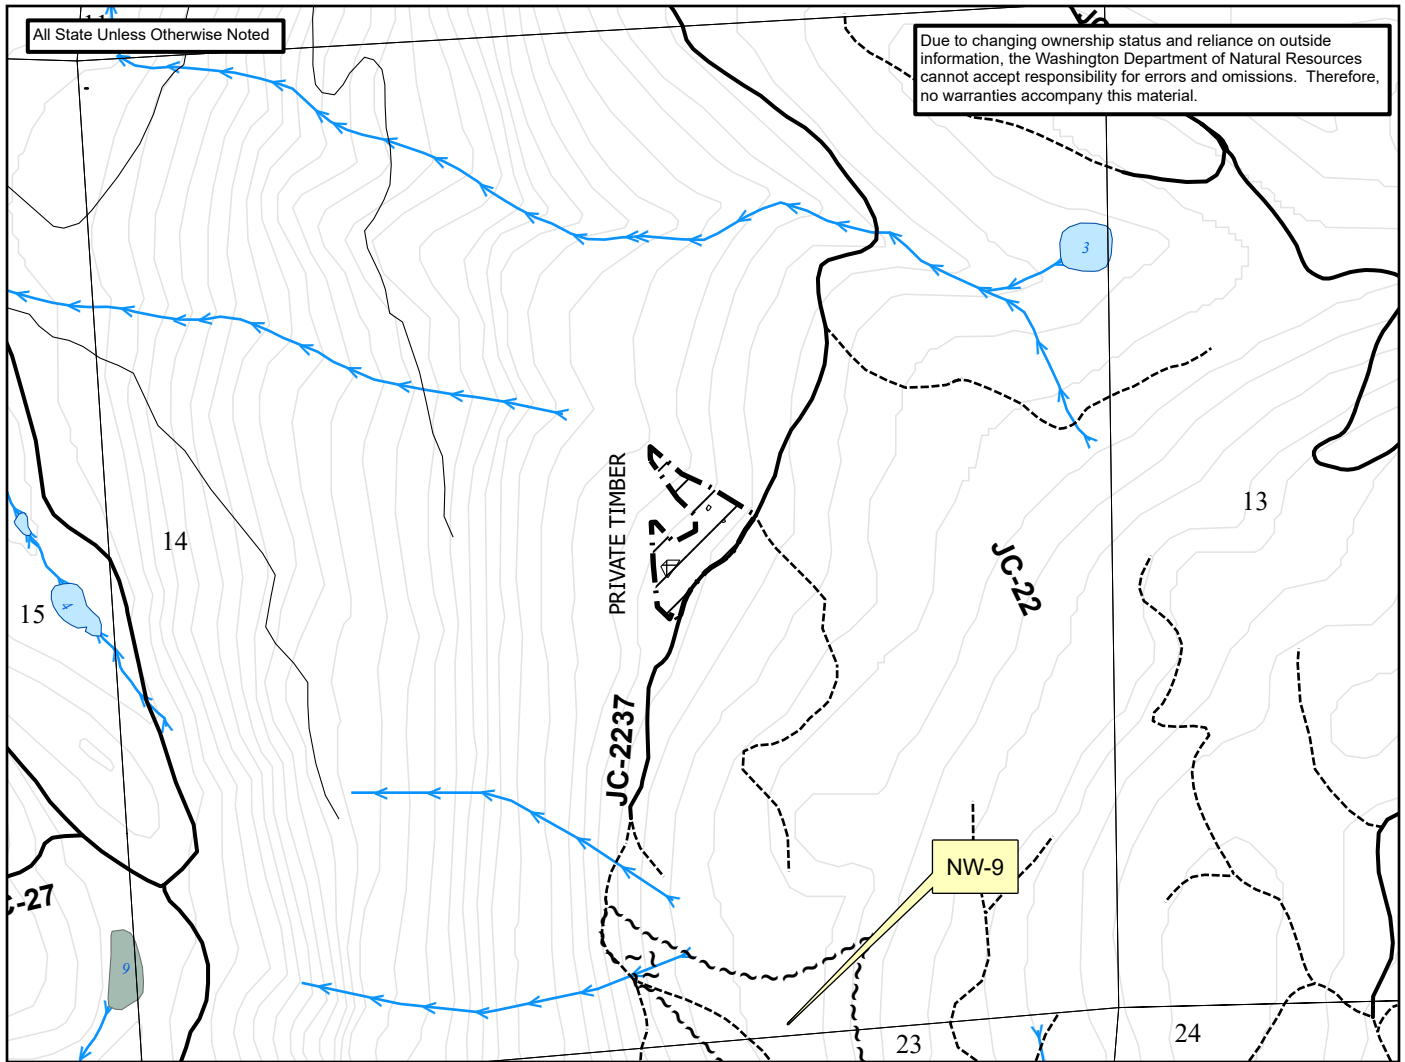 All State Unless Otherwise Noted
Due to changing ownership status and reliance on outside
information, the Washington Department of Natural Resources
cannot accept responsibility for errors and omissions. Therefore,
no warranties accompany this material.
3
PRIVATE TIMBER
13
14
JC-22
15
4
JC-2237
NW-9
-27
9
23
24